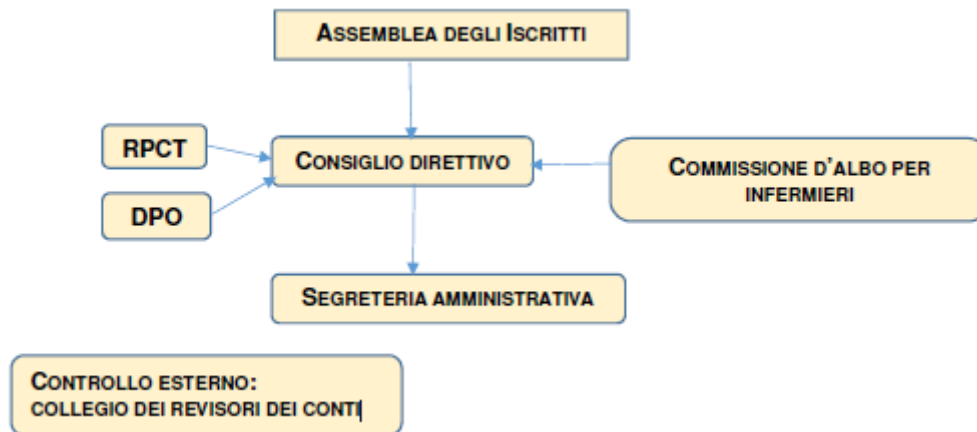 ASSEMBLEA DEGLI ISCRITTI
RPCT
CONSIGLIO DIRETTIVO
COMMISSIONE D'ALBO PER
INFERMIERI
DPO
SEGRETERIA AMMINISTRATIVA
CONTROLLO ESTERNO:
COLLEGIO DEI REVISORI DEI CONTI